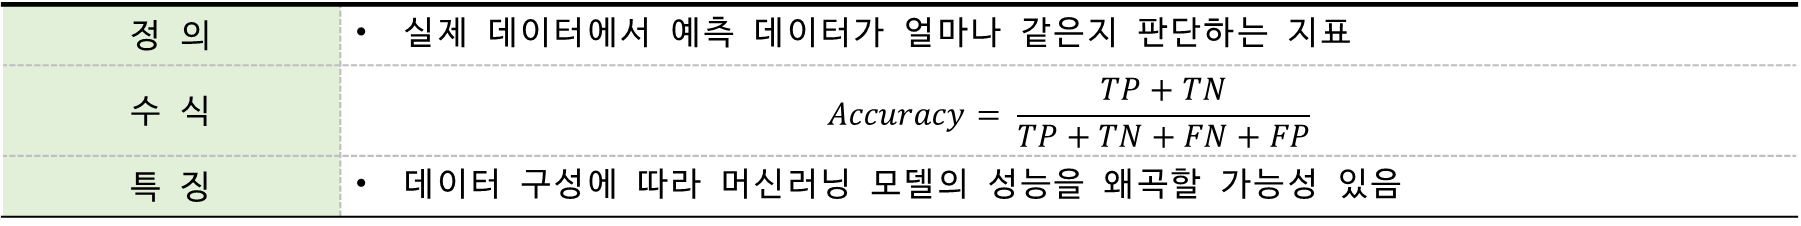 정 의
• 실제 데이터에서 예측 데이터가 얼마나 같은지 판단하는 지표
수 식
Accuracy = (TP + TN) / (TP + TN + FN + FP)
특 징
• 데이터 구성에 따라 머신러닝 모델의 성능을 왜곡할 가능성 있음